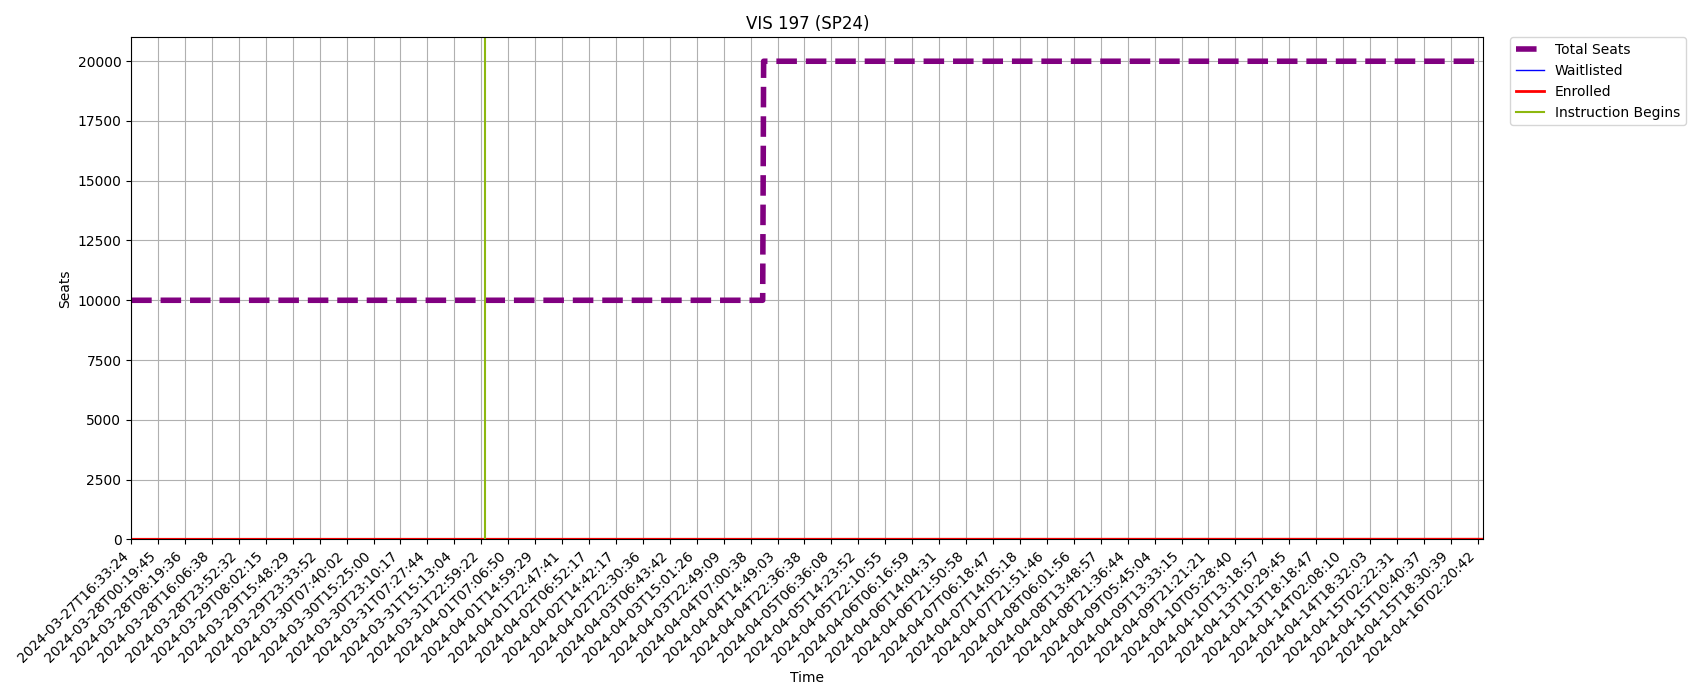 VIS 197 (SP24)
Total Seats
Waitlisted
Enrolled
Instruction Begins
Seats
20000
17500
15000
12500
10000
7500
5000
2500
0
2024-03-27T16:33:24
2024-03-28T00:19:45
2024-03-28T08:19:36
2024-03-28T16:06:38
2024-03-28T23:52:32
2024-03-29T08:02:15
2024-03-29T15:48:29
2024-03-29T23:33:52
2024-03-30T07:40:02
2024-03-30T15:25:00
2024-03-30T23:10:17
2024-03-31T07:27:44
2024-03-31T15:13:04
2024-03-31T22:59:22
2024-04-01T07:06:50
2024-04-01T14:59:29
2024-04-01T22:47:41
2024-04-02T06:52:17
2024-04-02T14:42:17
2024-04-02T22:30:36
2024-04-03T06:43:42
2024-04-03T15:01:26
2024-04-03T22:49:09
2024-04-04T07:00:38
2024-04-04T14:49:03
2024-04-04T22:36:38
2024-04-05T06:36:08
2024-04-05T14:23:52
2024-04-05T22:10:55
2024-04-06T06:16:59
2024-04-06T14:04:31
2024-04-06T21:50:58
2024-04-07T06:18:47
2024-04-07T14:05:18
2024-04-07T21:51:46
2024-04-08T06:01:56
2024-04-08T13:48:57
2024-04-08T21:36:44
2024-04-09T05:45:04
2024-04-09T13:33:15
2024-04-09T21:21:21
2024-04-10T05:28:40
2024-04-10T13:18:57
2024-04-13T10:29:45
2024-04-13T18:18:47
2024-04-14T02:08:10
2024-04-14T18:32:03
2024-04-15T02:22:31
2024-04-15T10:40:37
2024-04-15T18:30:39
2024-04-16T02:20:42
Time